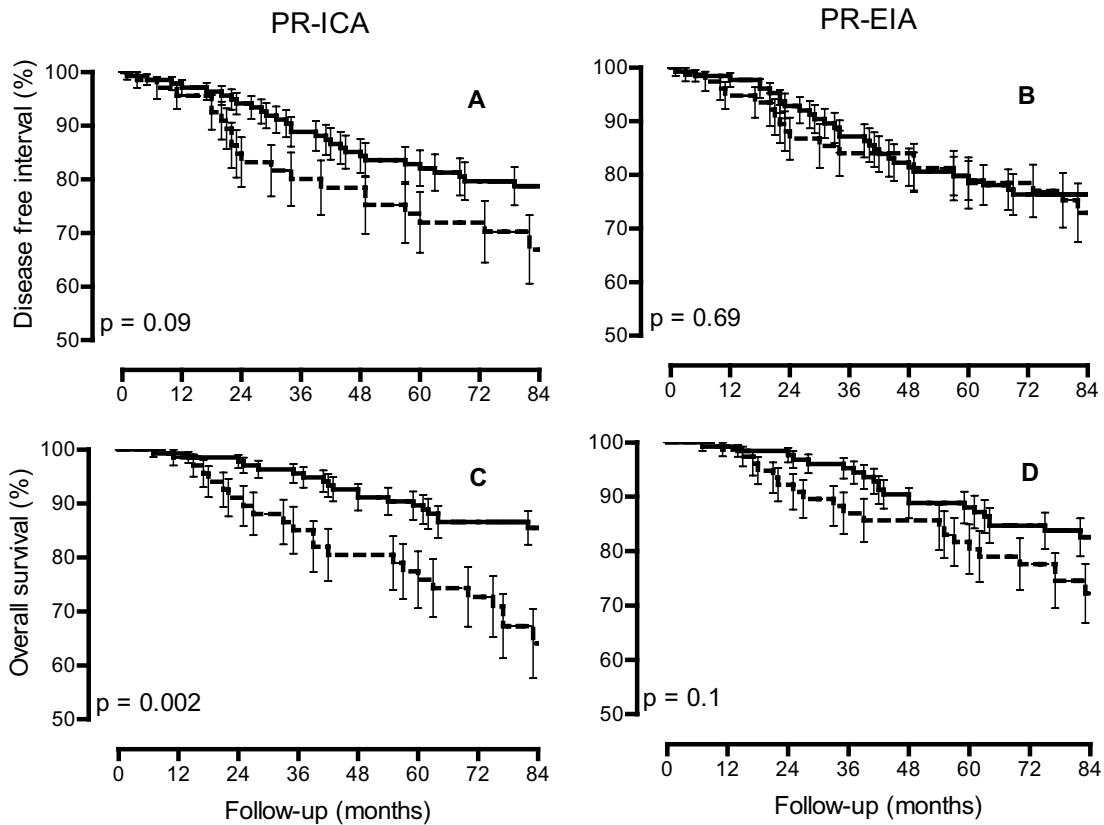 PR-ICA
PR-EIA
Disease free interval (%)
100
90
80
70
60
50
A
p = 0.09
0 12 24 36 48 60 72 84
100
90
80
70
60
50
B
p = 0.69
0 12 24 36 48 60 72 84
Overall survival (%)
100
90
80
70
60
50
C
p = 0.002
0 12 24 36 48 60 72 84
Follow-up (months)
100
90
80
70
60
50
D
p = 0.1
0 12 24 36 48 60 72 84
Follow-up (months)